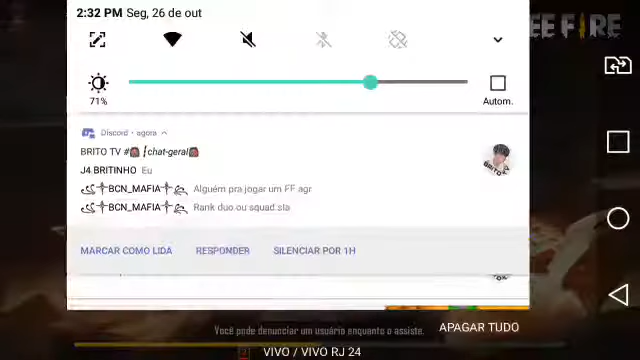 2:32 PM Seg, 26 de out
FREE FIRE
71%
Autom.
Discord • agora
BRITO TV #💂🏿┇chat-geral💂🏿
J4 BRITINHO Eu
BCN_MAFIA Alguém pra jogar um FF agr
BCN_MAFIA Rank duo ou squad sla
MARCAR COMO LIDA RESPONDER SILENCIAR POR 1H
Você pode denunciar um usuário enquanto o assiste.
APAGAR TUDO
VIVO / VIVO RJ 24